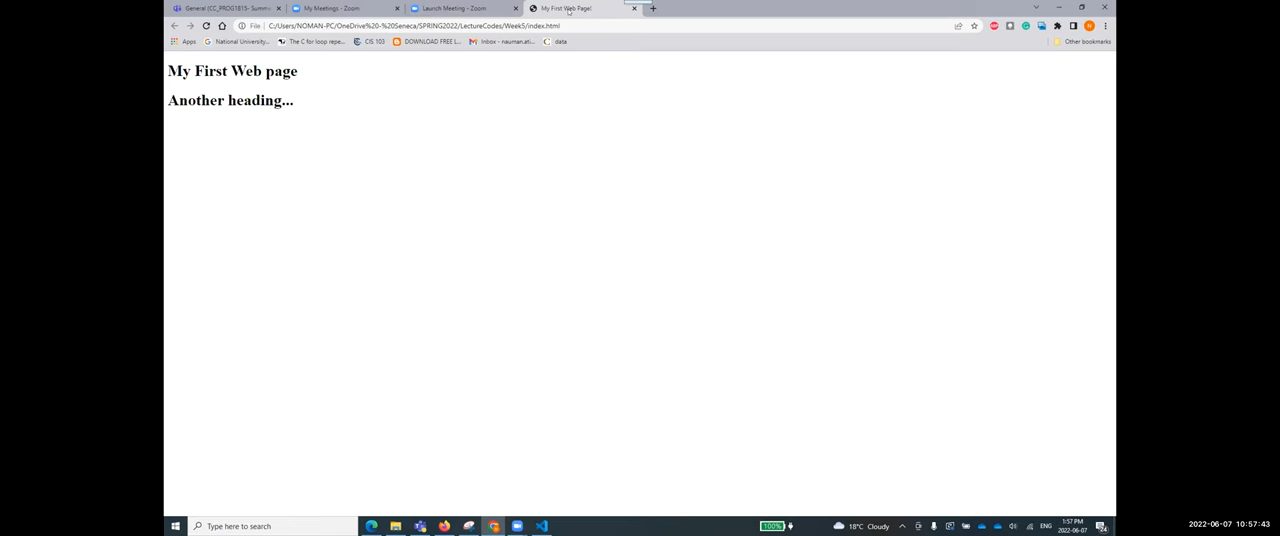 General (CC_PROG1815- Summ
My Meetings - Zoom
Launch Meeting - Zoom
My First Web Page!
File
C:/Users/NOMAN-PC/OneDrive%20-%20Seneca/SPRING2022/LectureCodes/Week5/index.html
Apps
National University...
The C for loop repe...
CIS 103
DOWNLOAD FREE L...
Inbox - nauman.ati...
data
Other bookmarks
My First Web page
Another heading...
Type here to search
100%
18°C Cloudy
ENG
1:57 PM
2022-06-07
24
2022-06-07 10:57:43